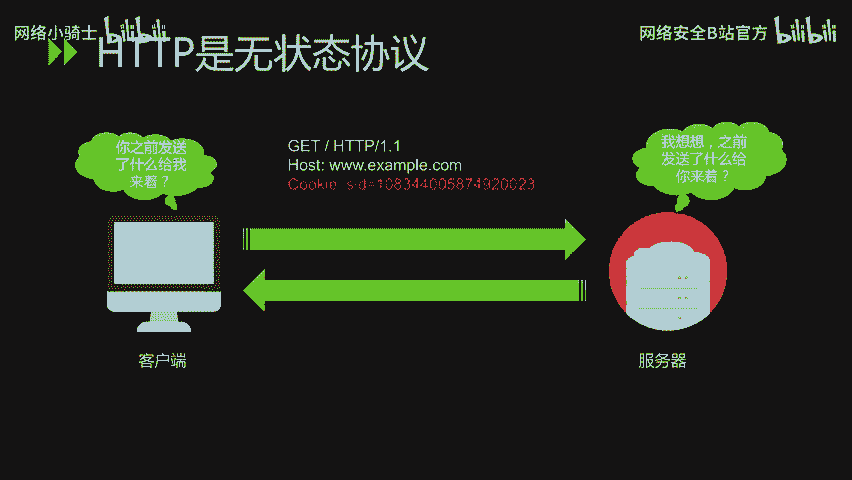 网络小骑士 bilibili
网络安全B站官方 bilibili
HTTP是无状态协议
你之前发送
了什么给我
来着？
GET / HTTP/1.1
Host: www.example.com
Cookie: sid=108344005874920023
我想想，之前
发送了什么给
你来着？
客户端
服务器